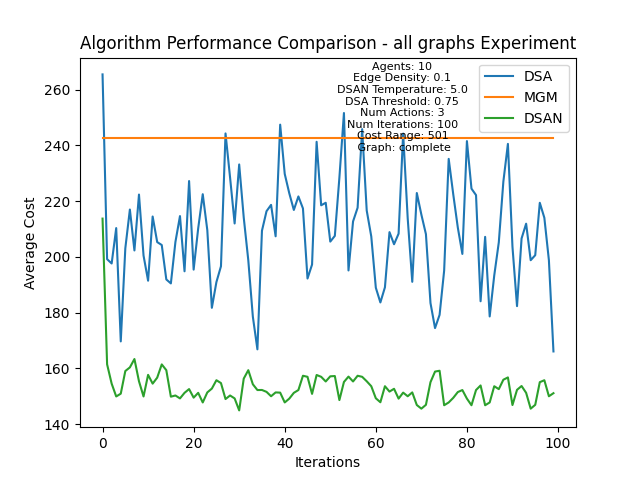 Algorithm Performance Comparison - all graphs Experiment
Agents: 10
Edge Density: 0.1
DSAN Temperature: 5.0
DSA Threshold: 0.75
Num Actions: 3
Num Iterations: 100
Cost Range: 501
Graph: complete
DSA
MGM
DSAN
Average Cost
260
240
220
200
180
160
140
0
20
40
60
80
100
Iterations